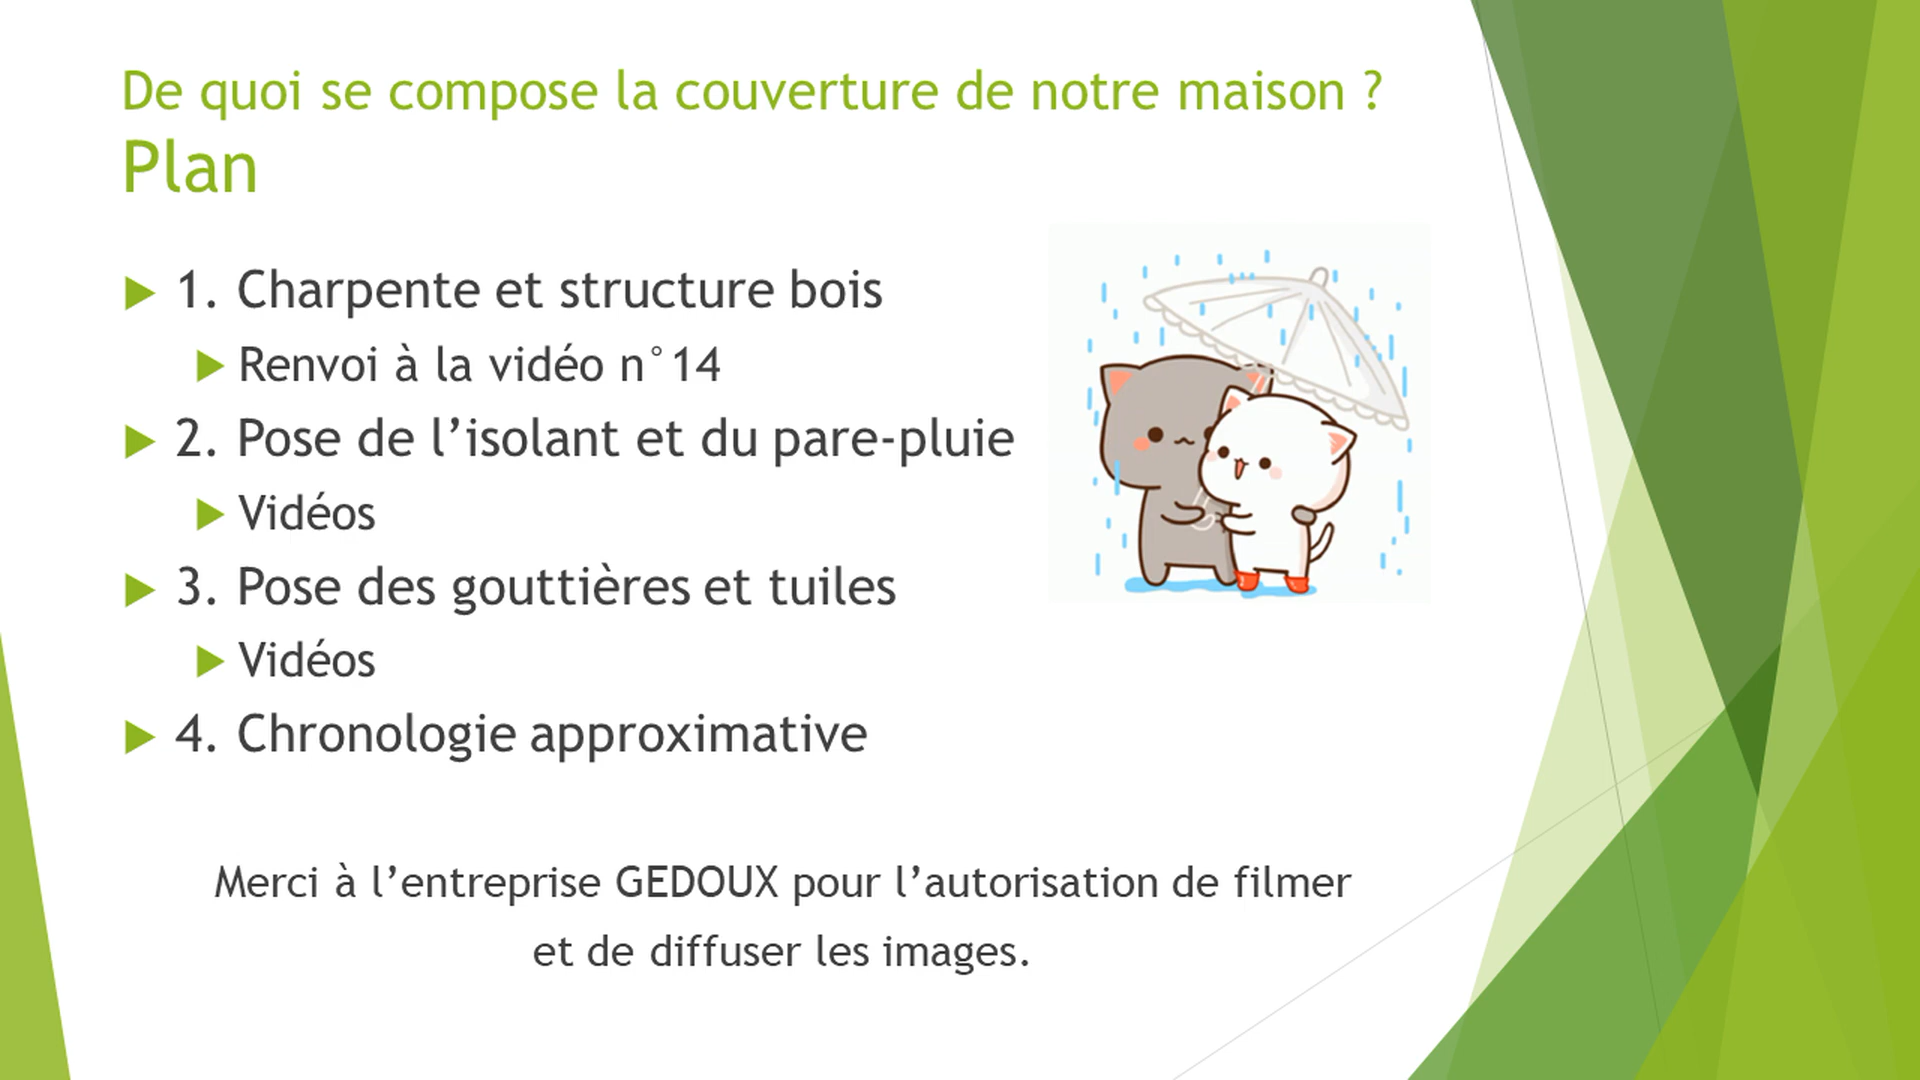 De quoi se compose la couverture de notre maison ?
Plan
1. Charpente et structure bois
Renvoi à la vidéo n°14
2. Pose de l’isolant et du pare-pluie
Vidéos
3. Pose des gouttières et tuiles
Vidéos
4. Chronologie approximative
Merci à l’entreprise GEDOUX pour l’autorisation de filmer
et de diffuser les images.